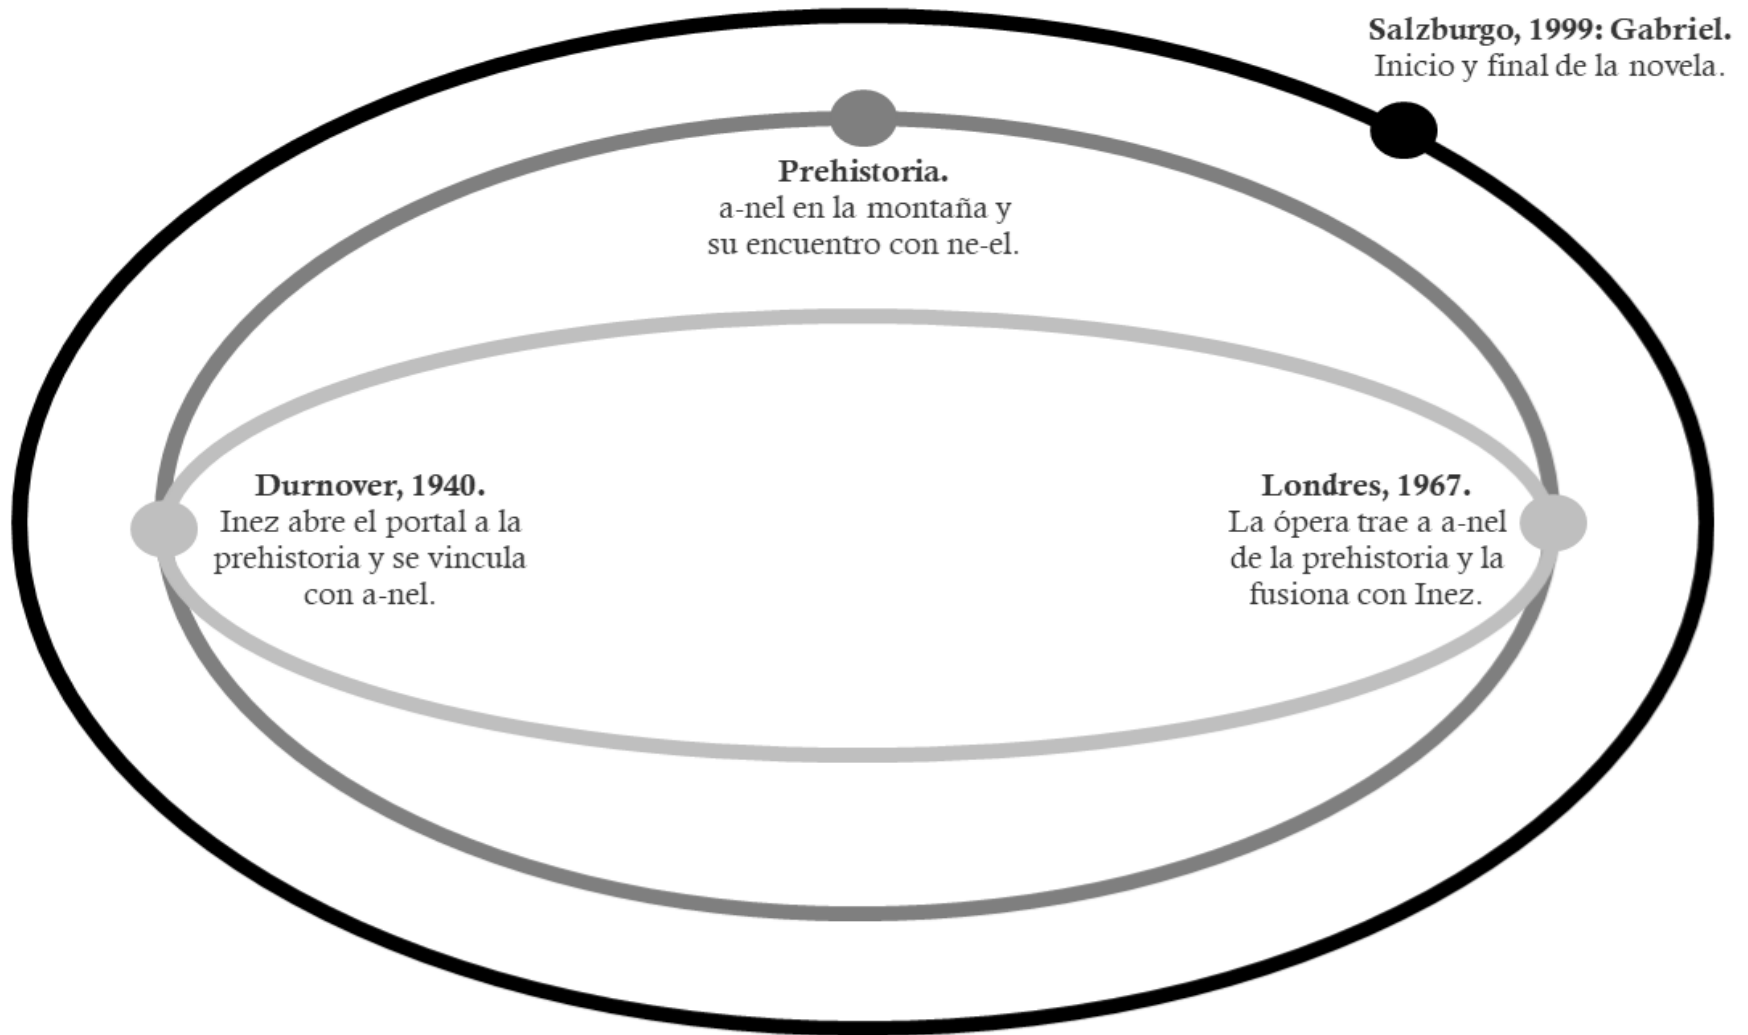 Salzburgo, 1999: Gabriel.
Inicio y final de la novela.
Prehistoria.
a-nel en la montaña y
su encuentro con ne-el.
Durnover, 1940.
Inez abre el portal a la
prehistoria y se vincula
con a-nel.
Londres, 1967.
La ópera trae a a-nel
de la prehistoria y la
fusiona con Inez.